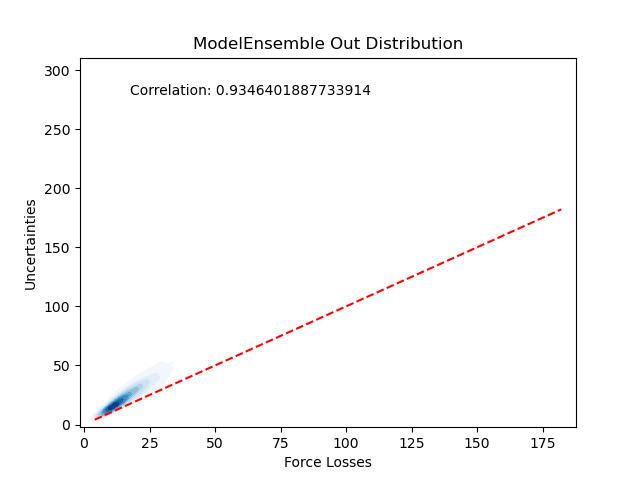 ModelEnsemble Out Distribution
Correlation: 0.9346401887733914
300
250
200
150
100
50
0
Uncertainties
0 25 50 75 100 125 150 175
Force Losses